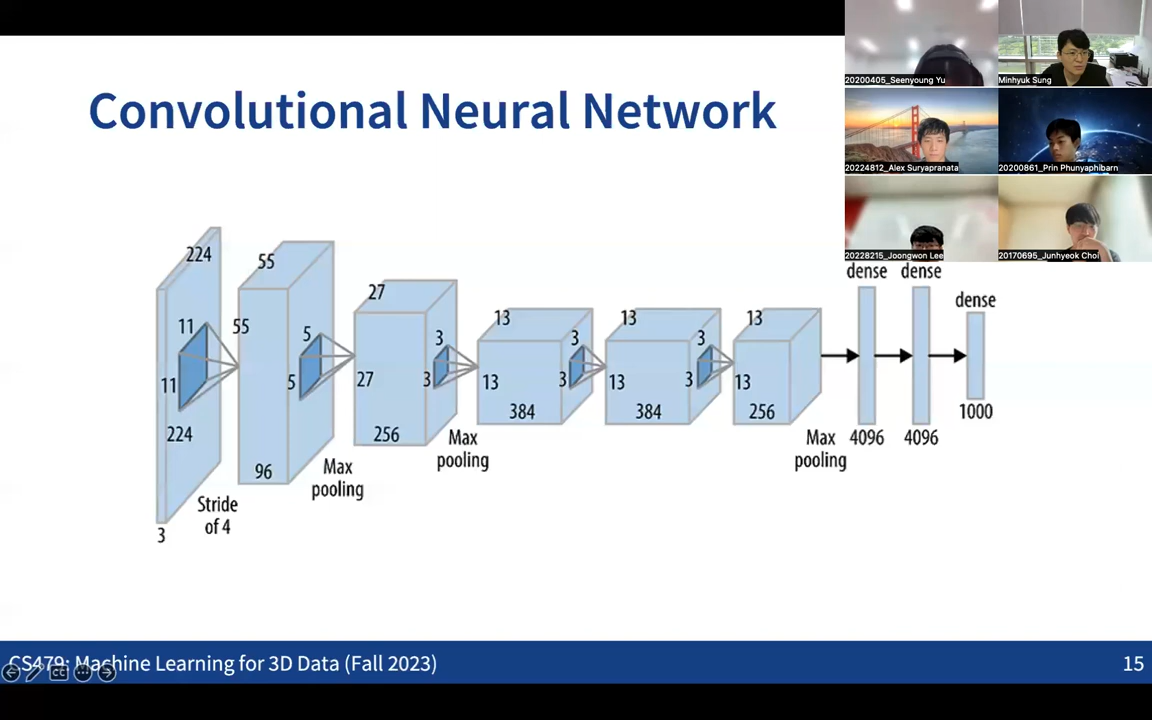 Convolutional Neural Network
20200405_Seenyoung Yu
Minhyuk Sung
20224812_Alex Suryapranata
20200861_Prin Phunyaphibarn
20228215_Joongwon Lee
20170695_Junhyeok Choi
224
11
11
224
3
Stride
of 4
55
55
5
5
96
Max
pooling
27
27
3
3
256
Max
pooling
13
13
3
3
384
13
13
3
3
384
13
13
256
Max
pooling
dense
4096
dense
4096
dense
1000
CS479: Machine Learning for 3D Data (Fall 2023)
CC
15